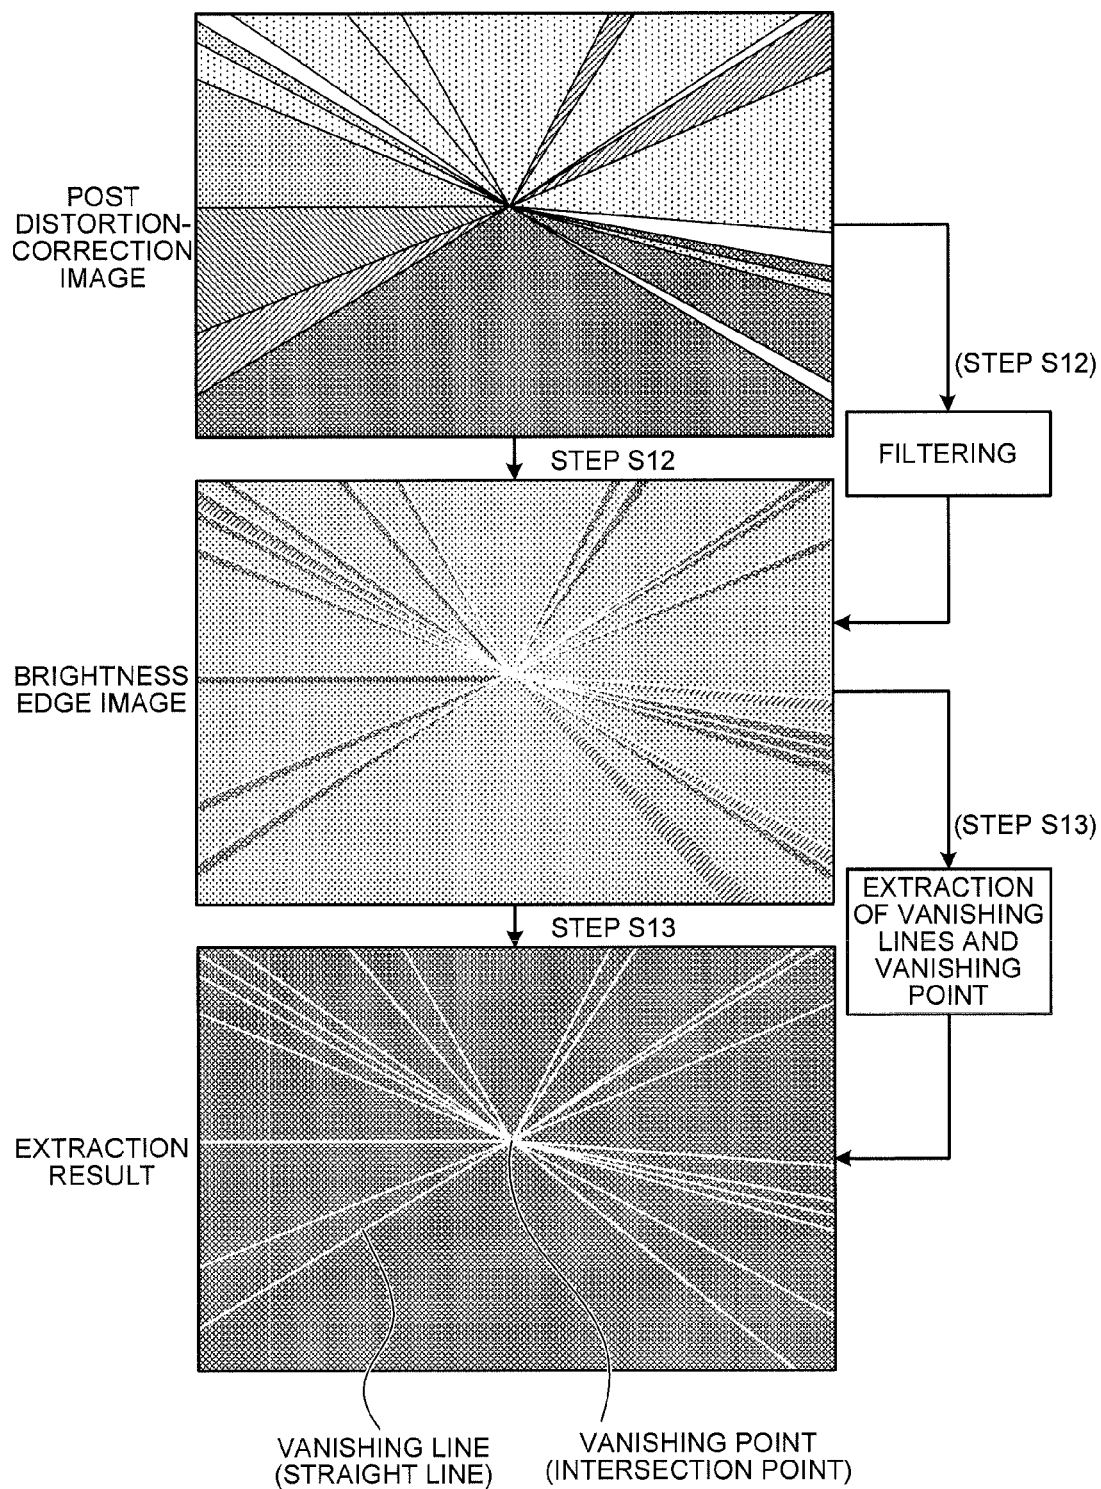 POST
DISTORTION-
CORRECTION
IMAGE
(STEP S12)
FILTERING
STEP S12
BRIGHTNESS
EDGE IMAGE
(STEP S13)
EXTRACTION
OF VANISHING
LINES AND
VANISHING
POINT
STEP S13
EXTRACTION
RESULT
VANISHING LINE
(STRAIGHT LINE)
VANISHING POINT
(INTERSECTION POINT)